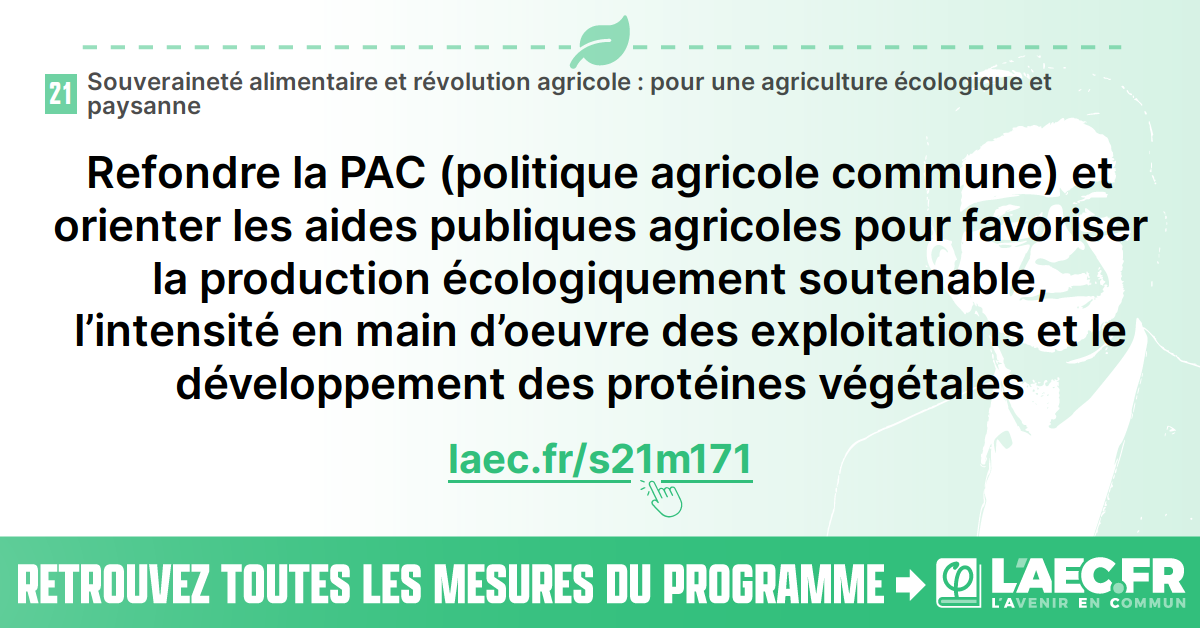 21
Souveraineté alimentaire et révolution agricole : pour une agriculture écologique et
paysanne
Refondre la PAC (politique agricole commune) et
orienter les aides publiques agricoles pour favoriser
la production écologiquement soutenable,
l’intensité en main d’oeuvre des exploitations et le
développement des protéines végétales
laec.fr/s21m171
RETROUVEZ TOUTES LES MESURES DU PROGRAMME
φ
L'AEC.FR
L'AVENIR EN COMMUN